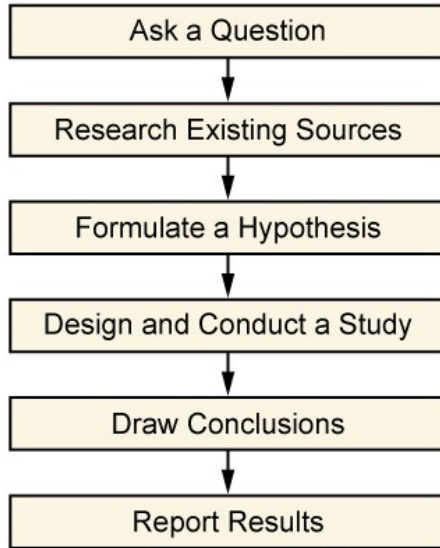 Ask a Question
Research Existing Sources
Formulate a Hypothesis
Design and Conduct a Study
Draw Conclusions
Report Results